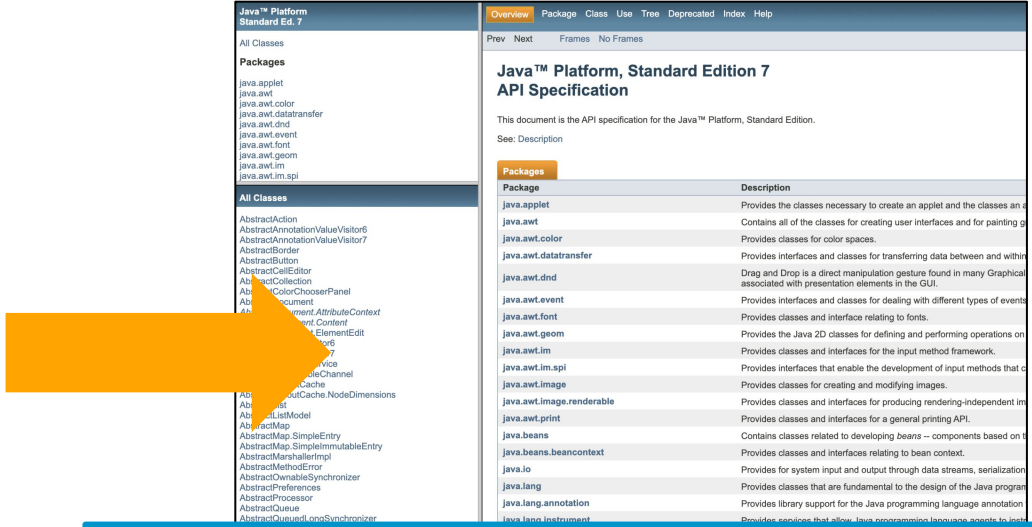 Java™ Platform
Standard Ed. 7
All Classes
Packages
java.applet
java.awt
java.awt.color
java.awt.datatransfer
java.awt.dnd
java.awt.event
java.awt.font
java.awt.geom
java.awt.im
java.awt.im.spi
All Classes
AbstractAction
AbstractAnnotationValueVisitor6
AbstractAnnotationValueVisitor7
AbstractBorder
AbstractButton
AbstractCellEditor
AbstractCollection
AbstractColorChooserPanel
AbstractListModel
AbstractMap
AbstractMap.SimpleEntry
AbstractMap.SimpleImmutableEntry
AbstractMarshallerImpl
AbstractMethodError
AbstractOwnableSynchronizer
AbstractPreferences
AbstractProcessor
AbstractQueue
AbstractQueuedLongSynchronizer
Overview Package Class Use Tree Deprecated Index Help
Prev Next Frames No Frames
Java™ Platform, Standard Edition 7
API Specification
This document is the API specification for the Java™ Platform, Standard Edition.
See: Description
Packages
Package Description
java.applet Provides the classes necessary to create an applet and the classes an
java.awt Contains all of the classes for creating user interfaces and for painting
java.awt.color Provides classes for color spaces.
java.awt.datatransfer Provides interfaces and classes for transferring data between and within
java.awt.dnd Drag and Drop is a direct manipulation gesture found in many Graphical
associated with presentation elements in the GUI.
java.awt.event Provides interfaces and classes for dealing with different types of events
java.awt.font Provides classes and interface relating to fonts.
java.awt.geom Provides the Java 2D classes for defining and performing operations on
java.awt.im Provides classes and interfaces for the input method framework.
java.awt.im.spi Provides interfaces that enable the development of input methods that
java.awt.image Provides classes for creating and modifying images.
java.awt.image.renderable Provides classes and interfaces for producing rendering-independent im
java.awt.print Provides classes and interfaces for a general printing API.
java.beans Contains classes related to developing beans -- components based on
java.beans.beancontext Provides classes and interfaces relating to bean context.
java.io Provides for system input and output through data streams, serialization
java.lang Provides classes that are fundamental to the design of the Java program
java.lang.annotation Provides library support for the Java programming language annotation
java.lang.instrument Provides services that allow Java programming language agents to